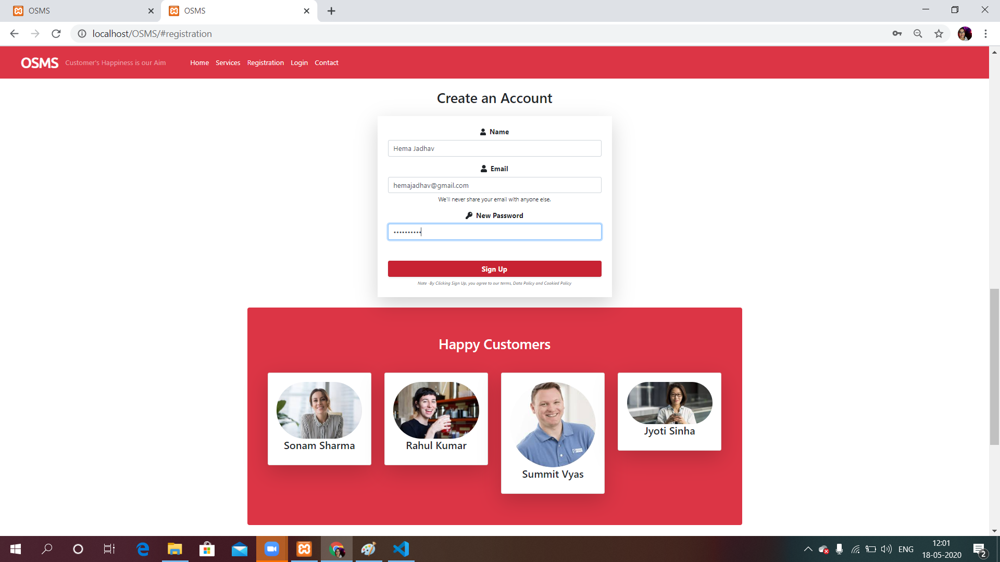 OSMS
OSMS
localhost/OSMS/#registration
OSMS Customer's Happiness is our Aim Home Services Registration Login Contact
Create an Account
Name
Hema Jadhav
Email
hemajadhav@gmail.com
We'll never share your email with anyone else.
New Password
••••••••••
Sign Up
Note -By Clicking Sign Up, you agree to our terms, Data Policy and Cookied Policy
Happy Customers
Sonam Sharma
Rahul Kumar
Summit Vyas
Jyoti Sinha
ENG
12:01
18-05-2020
2